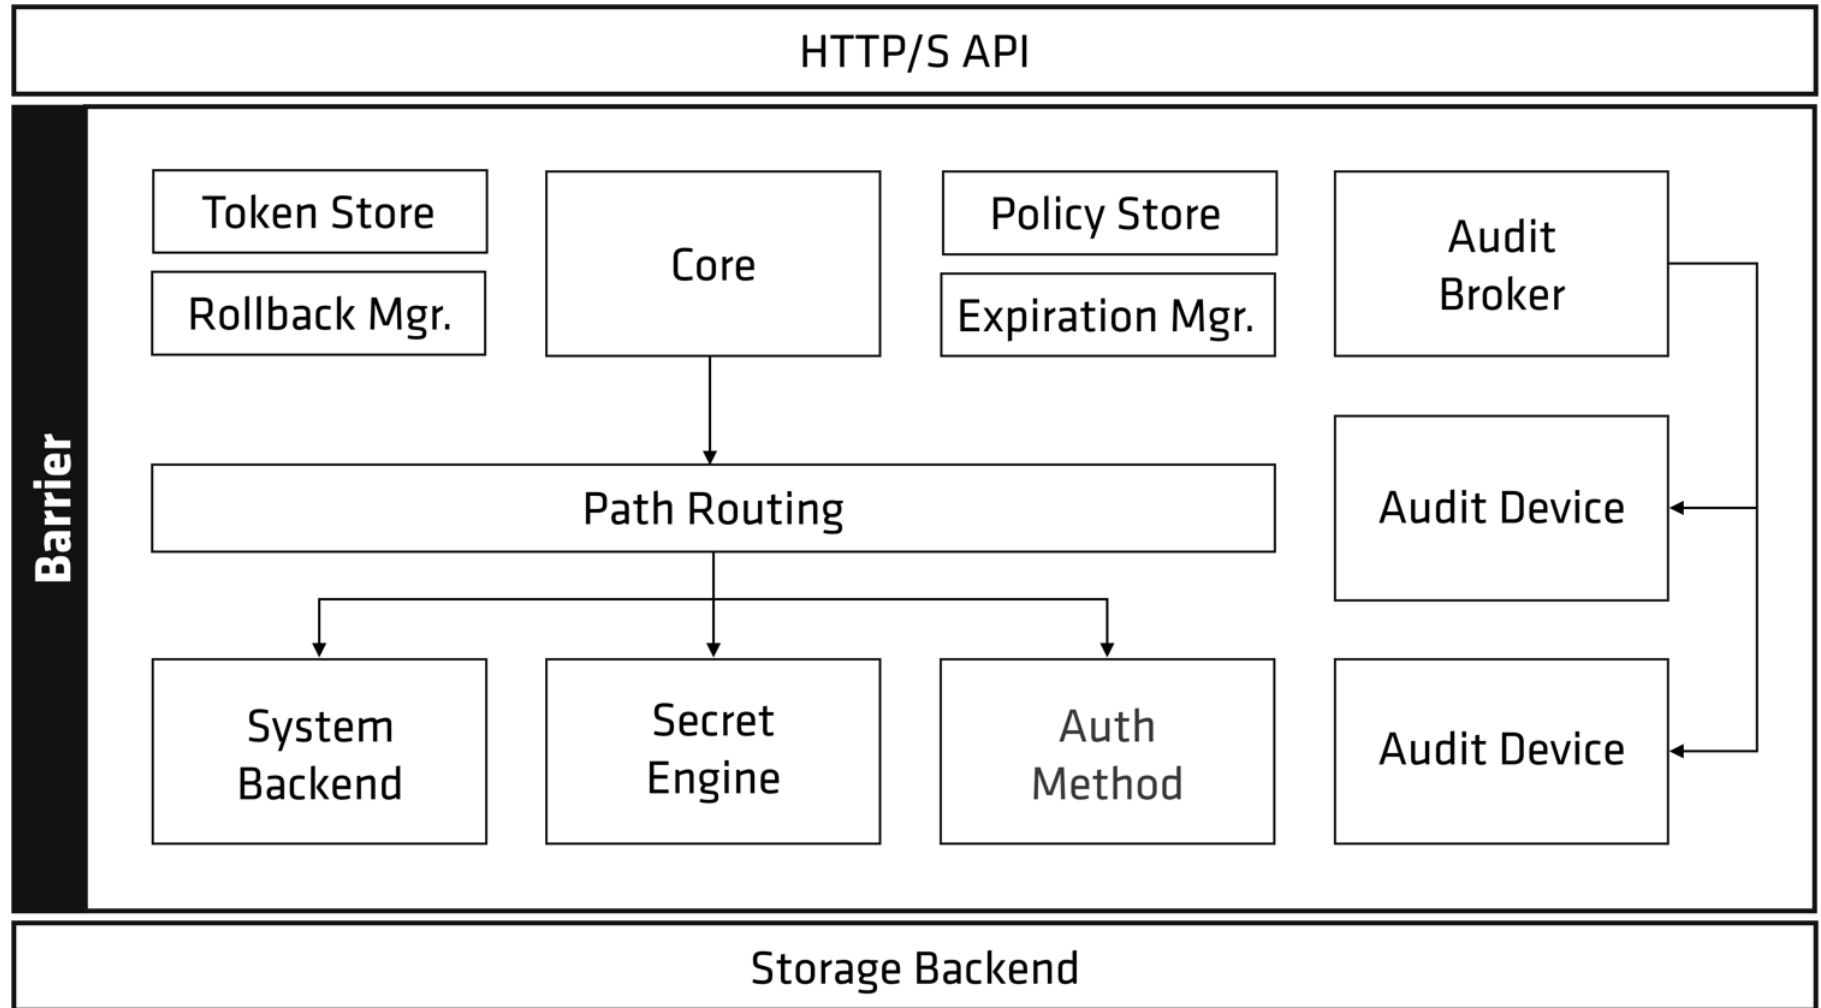 HTTP/S API
Barrier
Token Store
Rollback Mgr.
Core
Policy Store
Expiration Mgr.
Audit
Broker
Path Routing
Audit Device
System
Backend
Secret
Engine
Auth
Method
Audit Device
Storage Backend